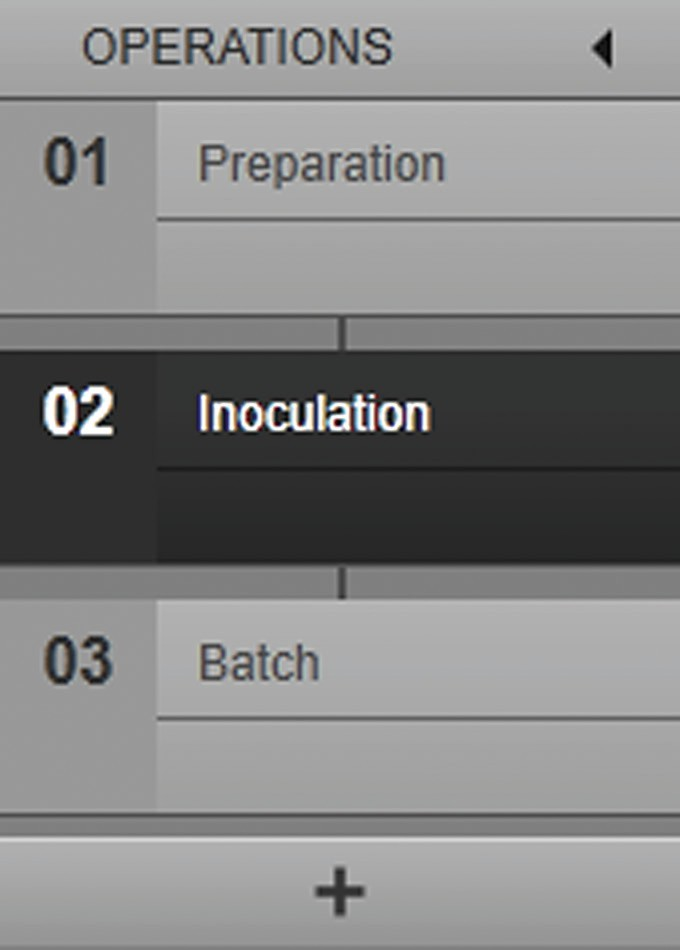 OPERATIONS
01 Preparation
02 Inoculation
03 Batch
+